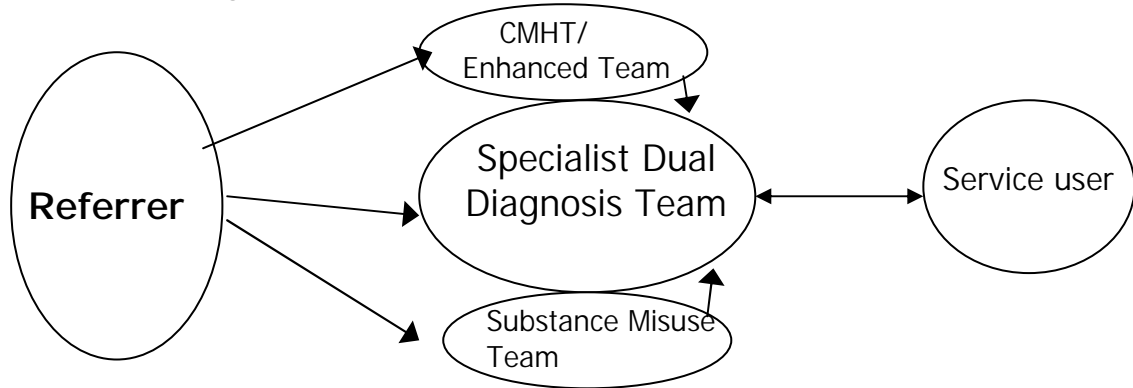 CMHT/
Enhanced Team
Specialist Dual
Diagnosis Team
Referrer
Service user
Substance Misuse
Team